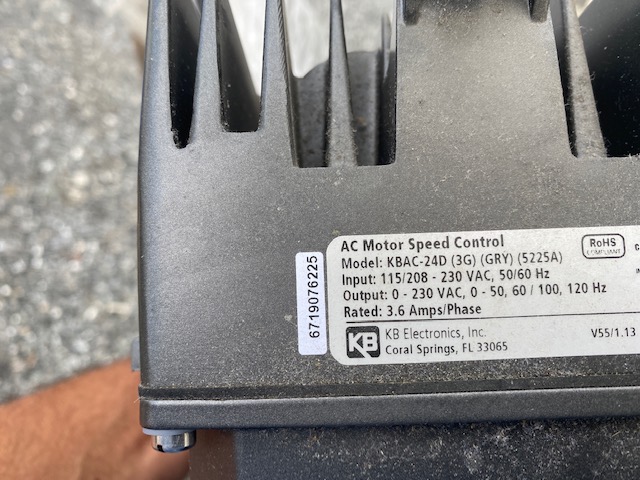 AC Motor Speed Control
Model: KBAC-24D (3G) (GRY) (5225A)
Input: 115/208 - 230 VAC, 50/60 Hz
Output: 0 - 230 VAC, 0 - 50, 60 / 100, 120 Hz
Rated: 3.6 Amps/Phase
KB
KB Electronics, Inc.
Coral Springs, FL 33065
V55/1.13
RoHS
COMPLIANT
6719076225